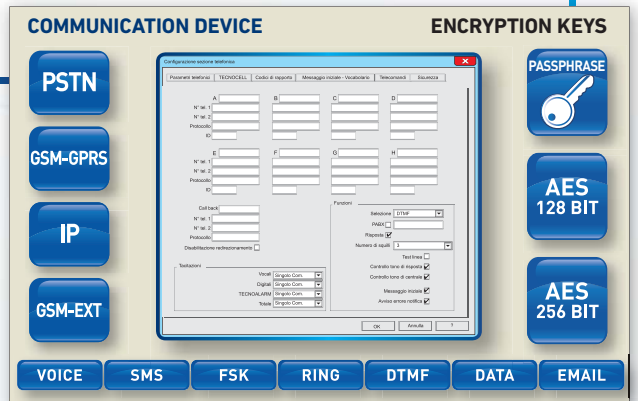 COMMUNICATION DEVICE
ENCRYPTION KEYS
PSTN
GSM-GPRS
IP
GSM-EXT
Configurazione sezione telefonica
Parametri telefonici TECNOCELL Codici di rapporto Messaggio iniziale - Vocabolario Telecomandi Sicurezza
A B C D
N° tel. 1
N° tel. 2
Protocollo
ID
E F G H
N° tel. 1
N° tel. 2
Protocollo
ID
Call back
N° tel. 1
N° tel. 2
Protocollo
Disabilitazione redirezionamento
Tastazioni
Vocali Singolo Com.
Digitali Singolo Com.
TECNOALARM Singolo Com.
Totale Singolo Com.
Funzioni
Selezione DTMF
PABX
Risposta
Numero di squilli 3
Test linea
Controllo tono di risposta
Controllo tono di centrale
Messaggio iniziale
Avviso errore notifica
OK Annulla ?
PASSPHRASE
AES
128 BIT
AES
256 BIT
VOICE SMS FSK RING DTMF DATA EMAIL